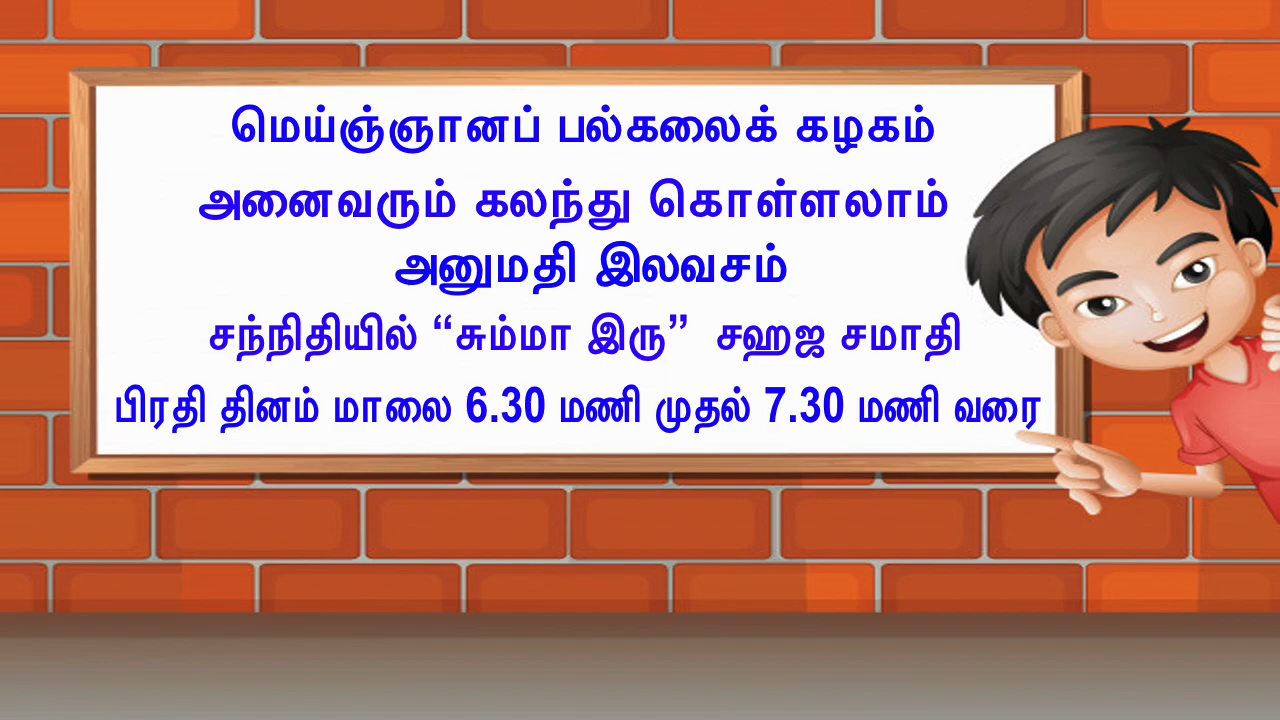 மெய்ஞ்ஞானப் பல்கலைக் கழகம்
அனைவரும் கலந்து கொள்ளலாம்
அனுமதி இலவசம்
சந்நிதியில் “சும்மா இரு” சஹஜ சமாதி
பிரதி தினம் மாலை 6.30 மணி முதல் 7.30 மணி வரை